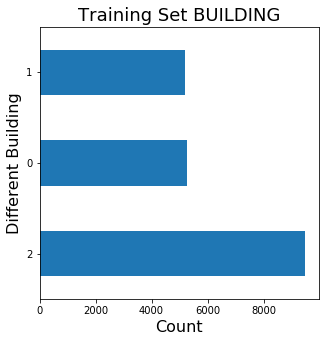 Training Set BUILDING
Different Building
1
0
2
0 2000 4000 6000 8000
Count